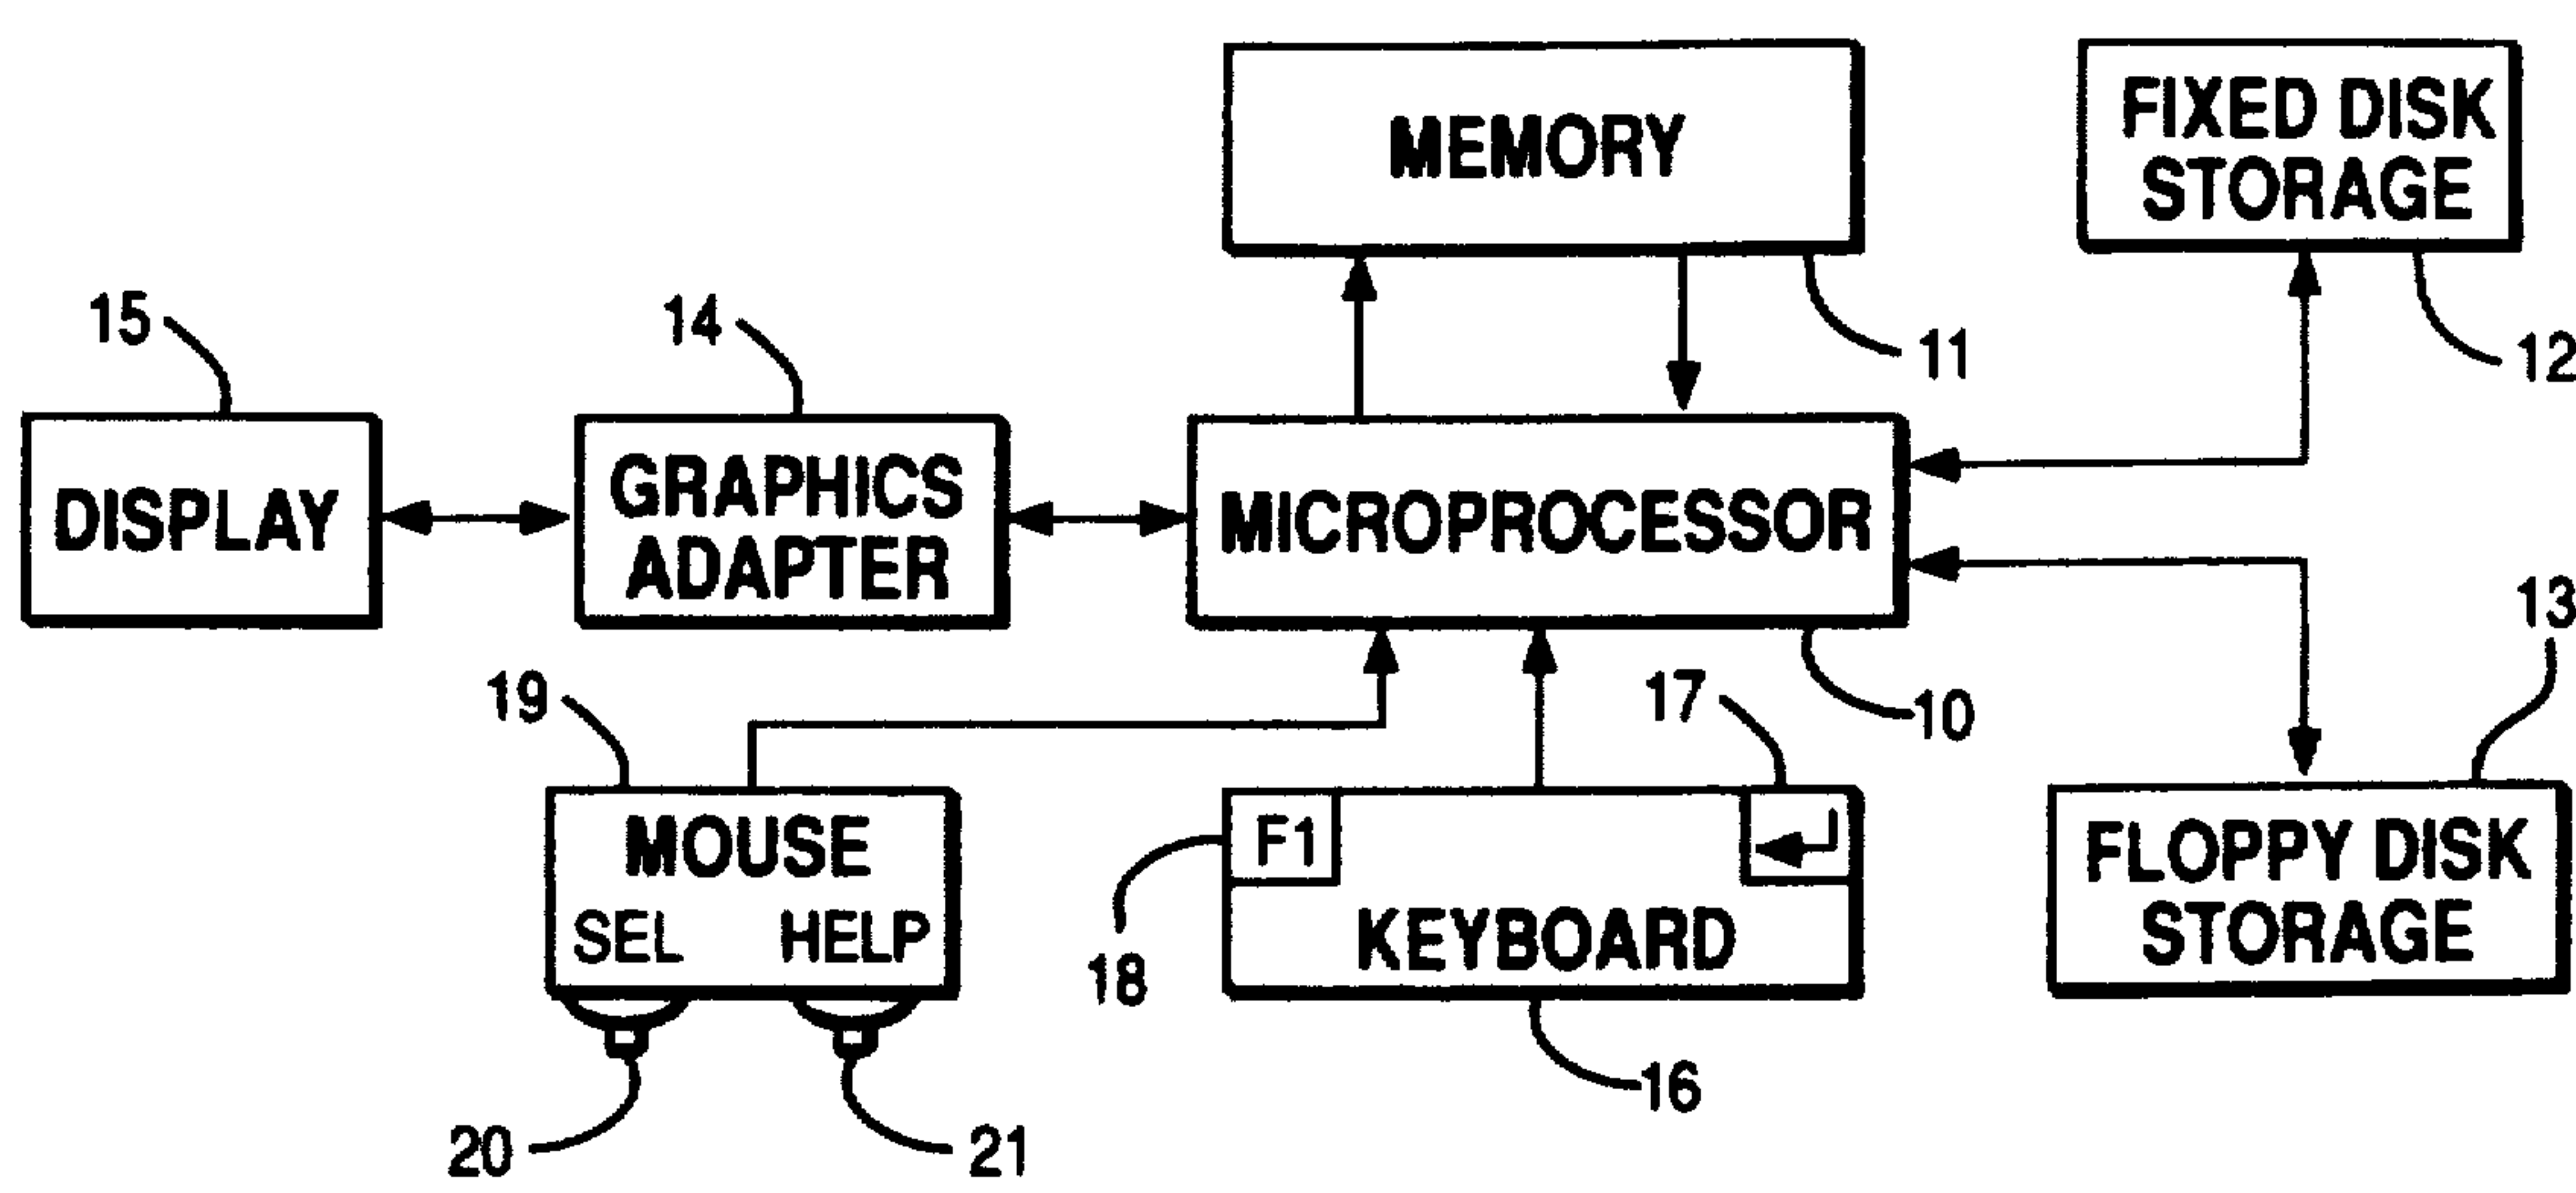 MEMORY
FIXED DISK
STORAGE
15
14
11
12
DISPLAY
GRAPHICS
ADAPTER
MICROPROCESSOR
13
19
17
10
MOUSE
SEL HELP
F1
KEYBOARD
FLOPPY DISK
STORAGE
18
16
20
21